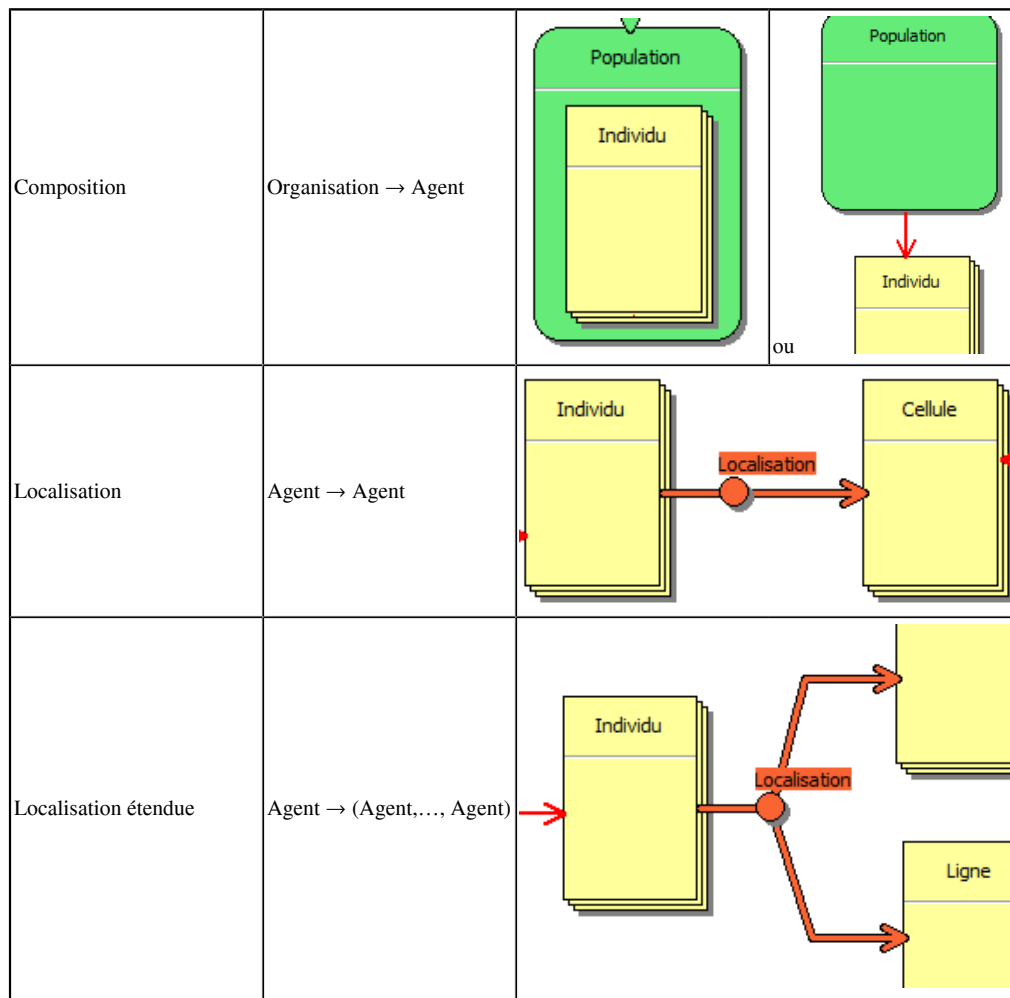 Composition
Organisation → Agent
Population
Individu
ou
Population
Individu
Localisation
Agent → Agent
Individu
Localisation
Cellule
Localisation étendue
Agent → (Agent,…, Agent)
Individu
Localisation
Ligne